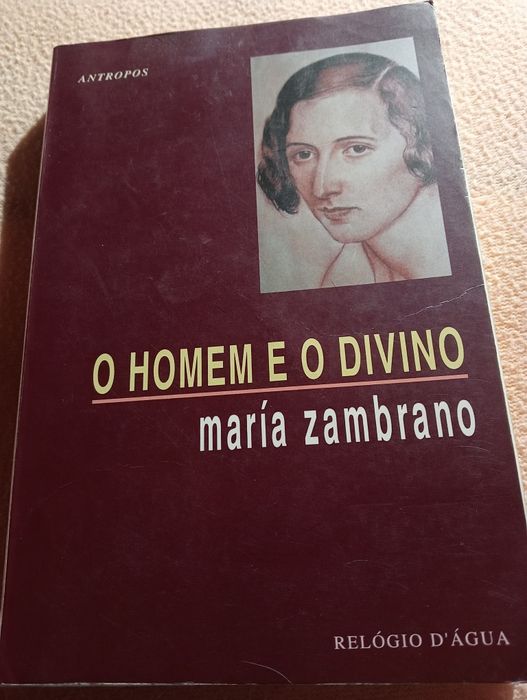 ANTROPOS
O HOMEM E O DIVINO
maría zambrano
RELÓGIO D'ÁGUA